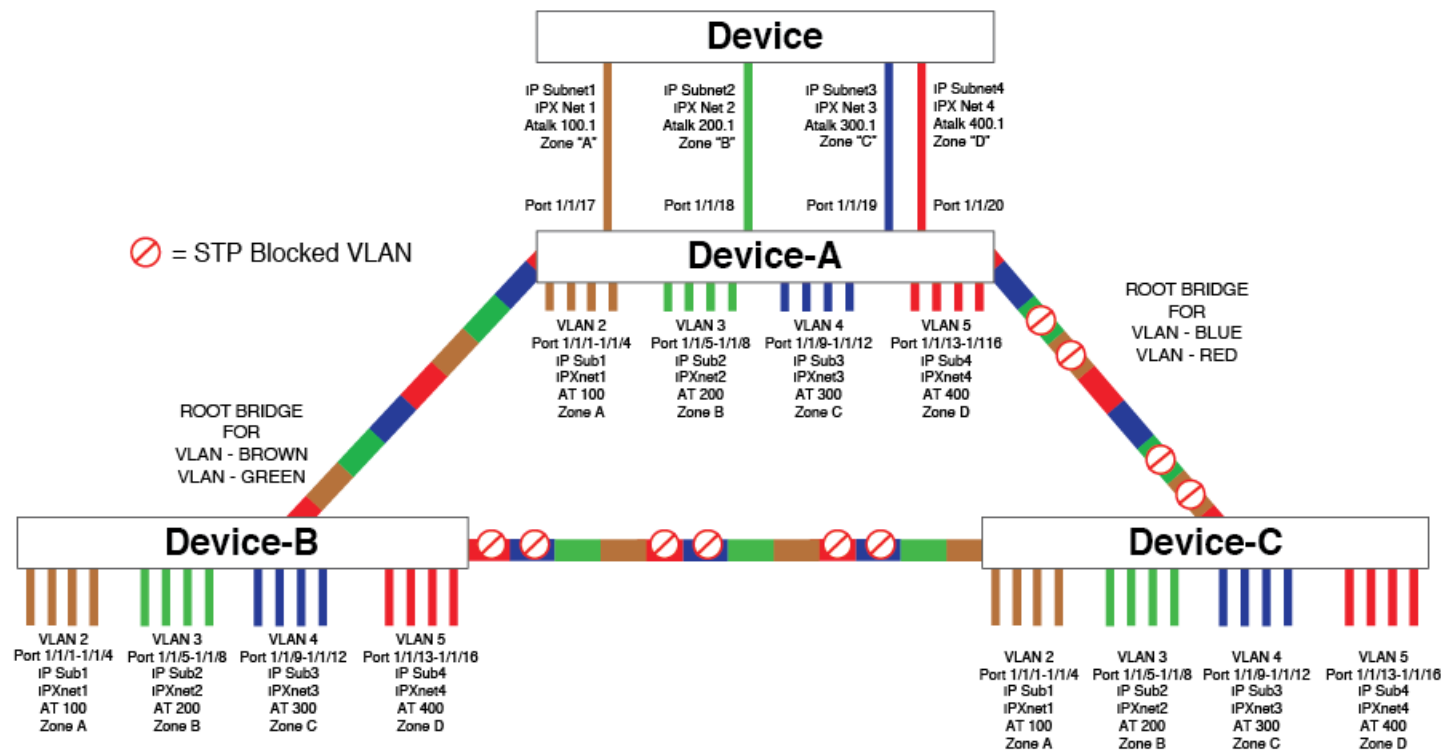 Device
iP Subnet1
iPX Net 1
Atalk 100.1
Zone "A"
iP Subnet2
iPX Net 2
Atalk 200.1
Zone "B"
iP Subnet3
iPX Net 3
Atalk 300.1
Zone "C"
iP Subnet4
iPX Net 4
Atalk 400.1
Zone "D"
Port 1/1/17
Port 1/1/18
Port 1/1/19
Port 1/1/20
= STP Blocked VLAN
Device-A
VLAN 2
Port 1/1/1-1/1/4
iP Sub1
iPXnet1
AT 100
Zone A
VLAN 3
Port 1/1/5-1/1/8
iP Sub2
iPXnet2
AT 200
Zone B
VLAN 4
Port 1/1/9-1/1/12
iP Sub3
iPXnet3
AT 300
Zone C
VLAN 5
Port 1/1/13-1/116
iP Sub4
iPXnet4
AT 400
Zone D
ROOT BRIDGE
FOR
VLAN - BLUE
VLAN - RED
ROOT BRIDGE
FOR
VLAN - BROWN
VLAN - GREEN
Device-B
VLAN 2
Port 1/1/1-1/1/4
iP Sub1
iPXnet1
AT 100
Zone A
VLAN 3
Port 1/1/5-1/1/8
iP Sub2
iPXnet2
AT 200
Zone B
VLAN 4
Port 1/1/9-1/1/12
iP Sub3
iPXnet3
AT 300
Zone C
VLAN 5
Port 1/1/13-1/1/16
iP Sub4
iPXnet4
AT 400
Zone D
Device-C
VLAN 2
Port 1/1/1-1/1/4
iP Sub1
iPXnet1
AT 100
Zone A
VLAN 3
Port 1/1/5-1/1/8
iP Sub2
iPXnet2
AT 200
Zone B
VLAN 4
Port 1/1/9-1/1/12
iP Sub3
iPXnet3
AT 300
Zone C
VLAN 5
Port 1/1/13-1/1/16
iP Sub4
iPXnet4
AT 400
Zone D